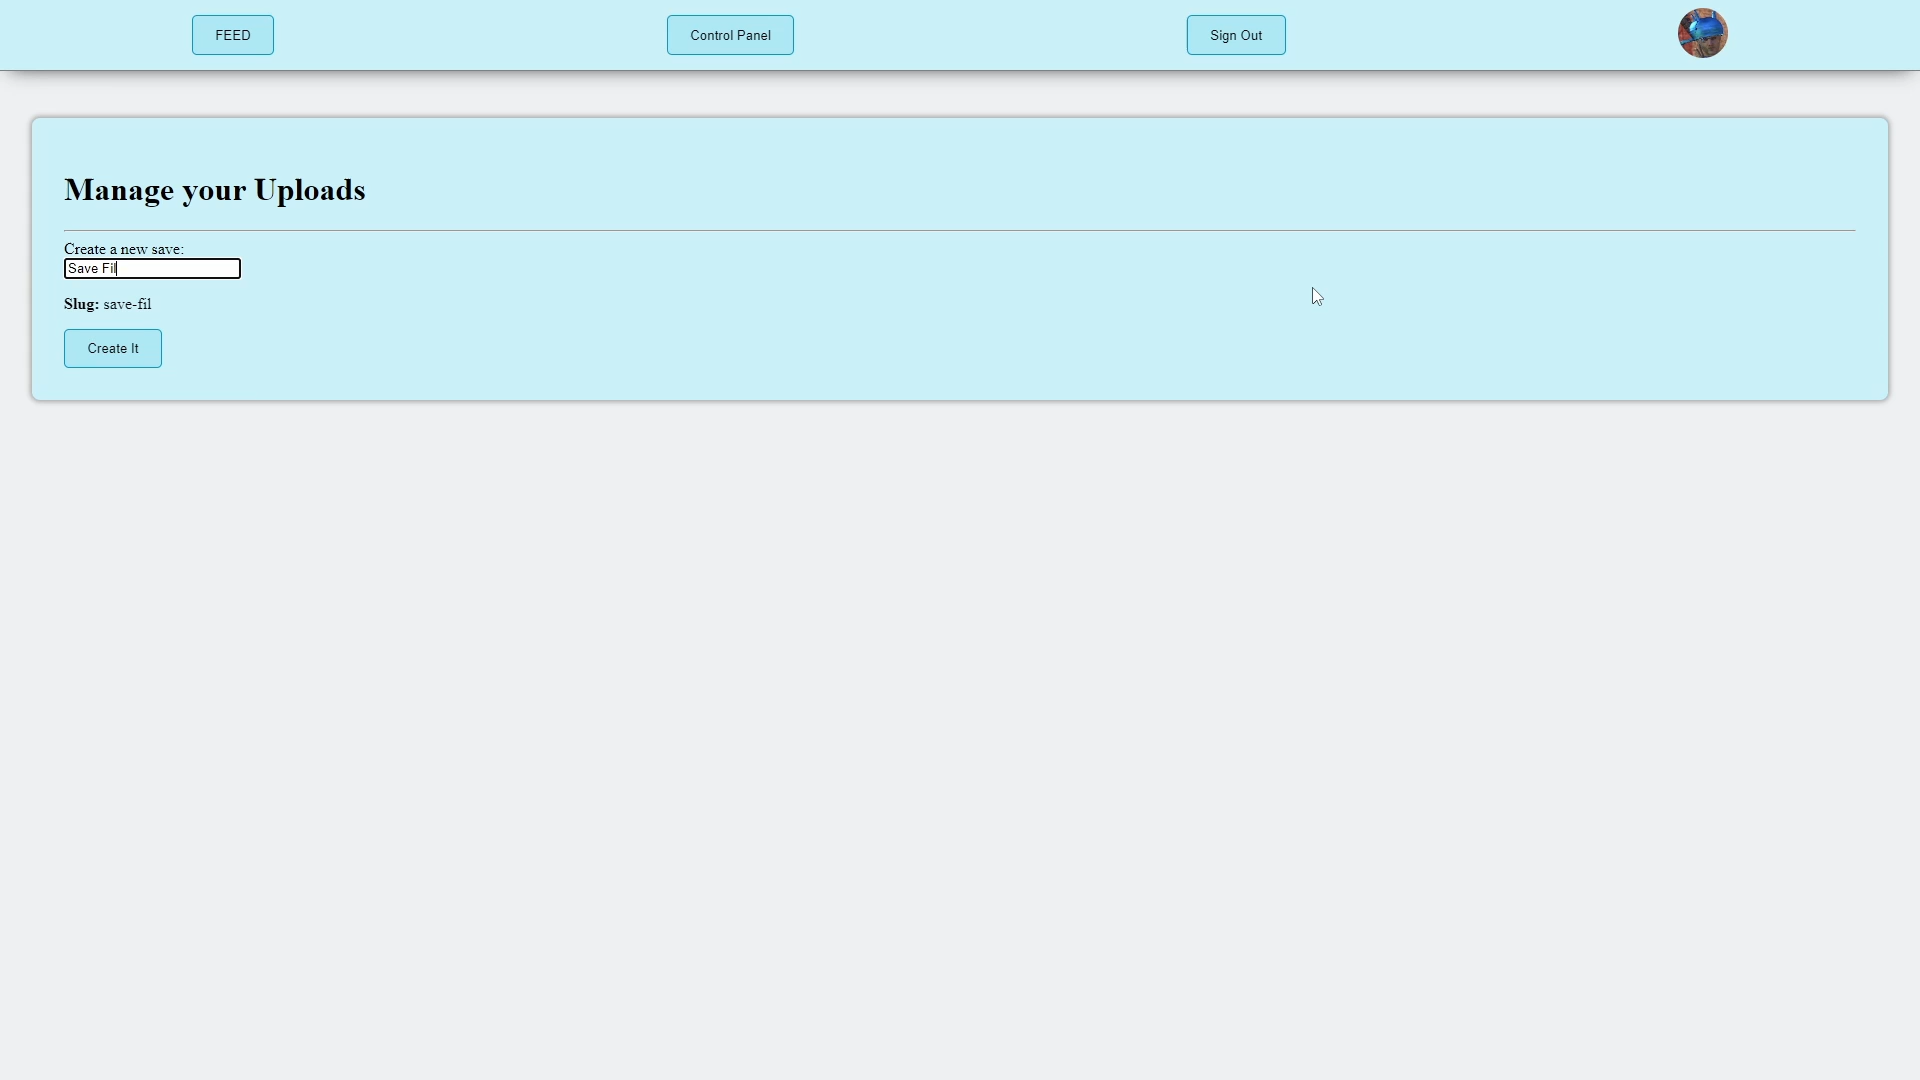 FEED
Control Panel
Sign Out
Manage your Uploads
Create a new save:
Save Fil
Slug: save-fil
Create It